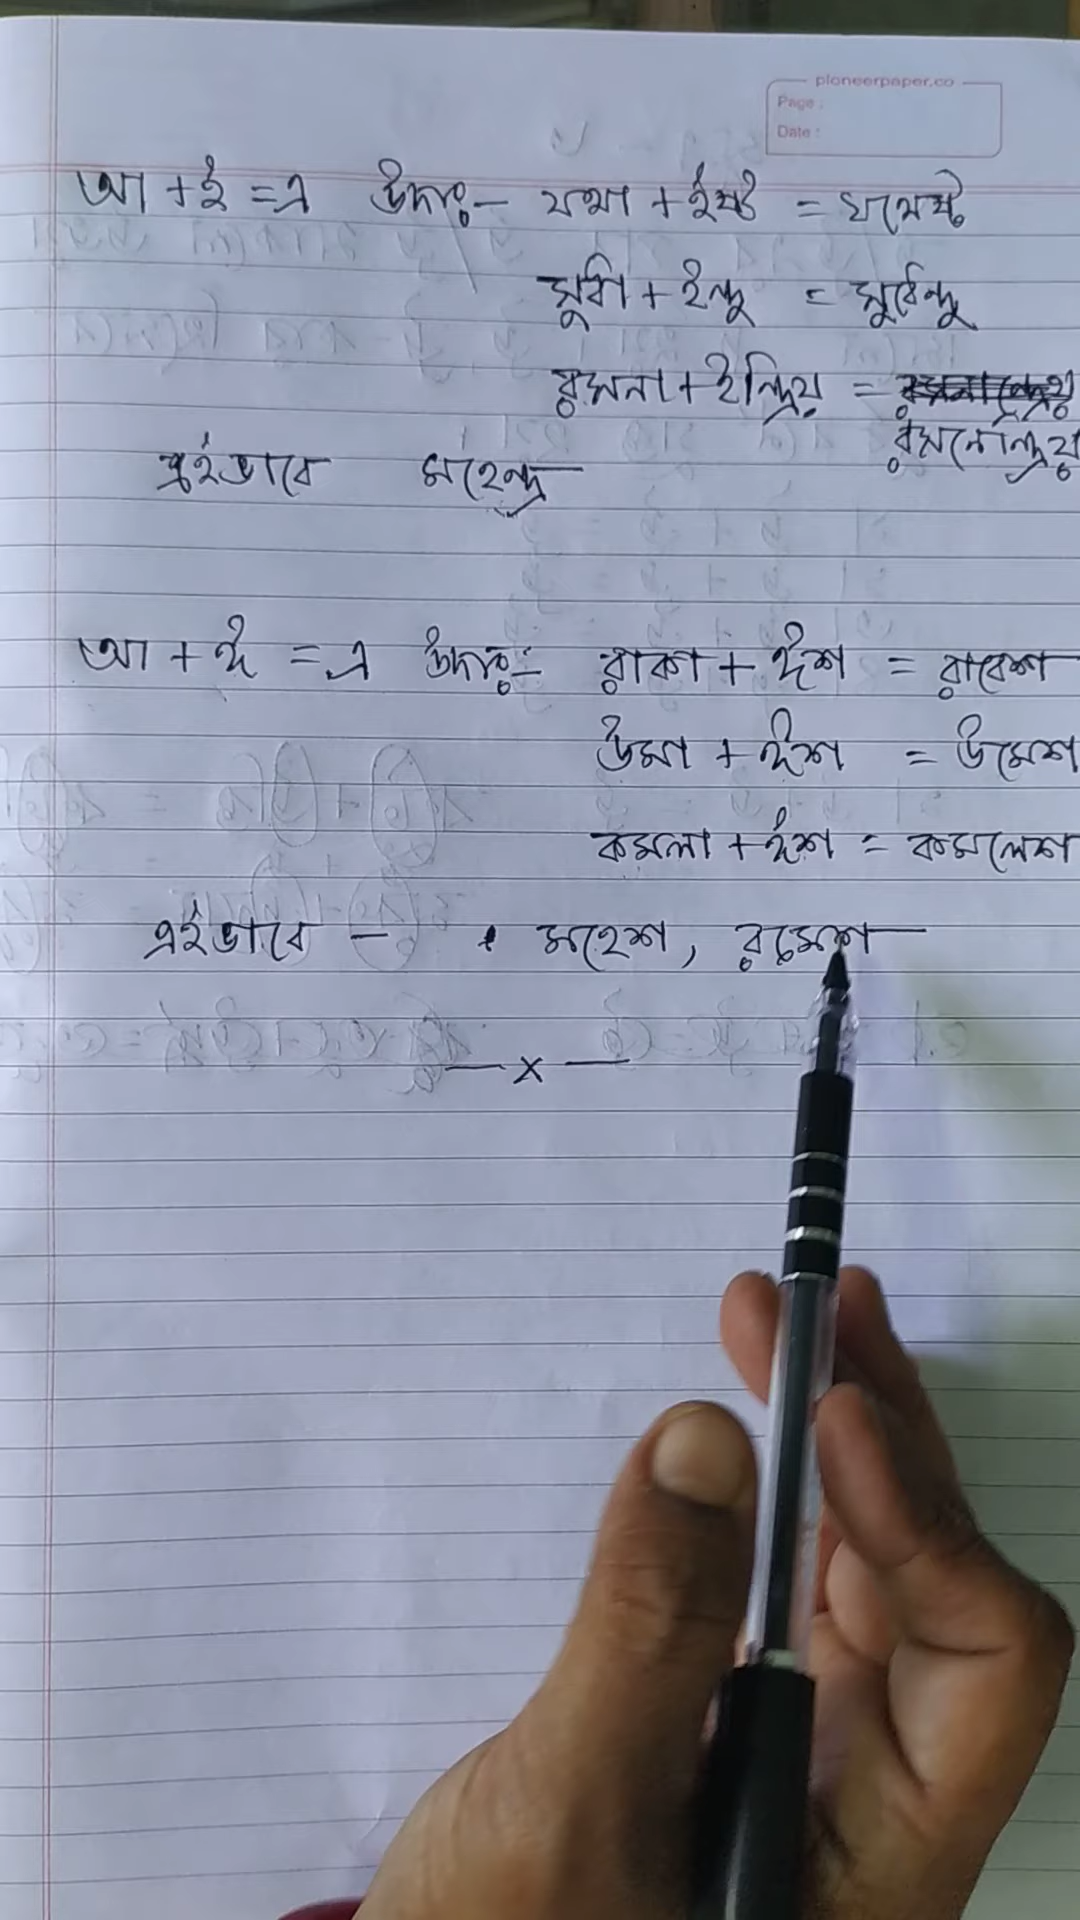 pioneerpaper.co
Page :
Date :
আ + ই = এ উদাঃ- যথা + ইষ্ট = যথেষ্ট
সুধা + ইন্দু = সুধেন্দু
রসনা + ইন্দ্রিয় =
রসনেন্দ্রিয়
এইভাবে মহেন্দ্র
আ + ঈ = এ উদাঃ- রাকা + ঈশ = রাকেশ
উমা + ঈশ = উমেশ
কমলা + ঈশ = কমলেশ
এইভাবে - মহেশ, রমেশ
— x —